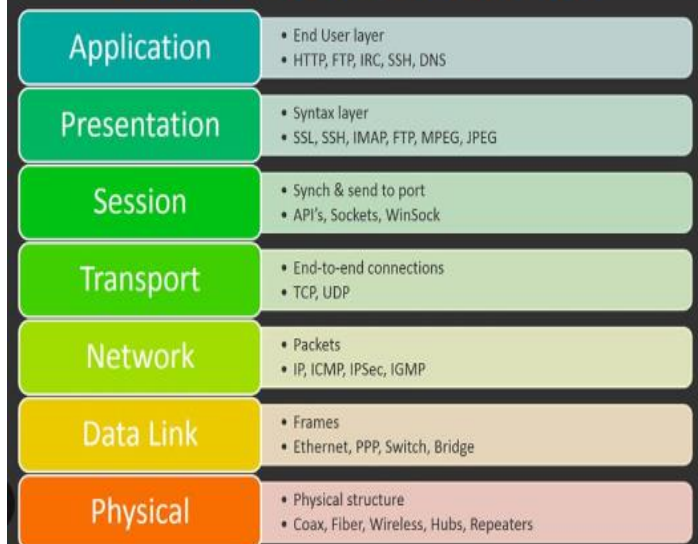 Application
• End User layer
• HTTP, FTP, IRC, SSH, DNS
Presentation
• Syntax layer
• SSL, SSH, IMAP, FTP, MPEG, JPEG
Session
• Synch & send to port
• API's, Sockets, WinSock
Transport
• End-to-end connections
• TCP, UDP
Network
• Packets
• IP, ICMP, IPSec, IGMP
Data Link
• Frames
• Ethernet, PPP, Switch, Bridge
Physical
• Physical structure
• Coax, Fiber, Wireless, Hubs, Repeaters